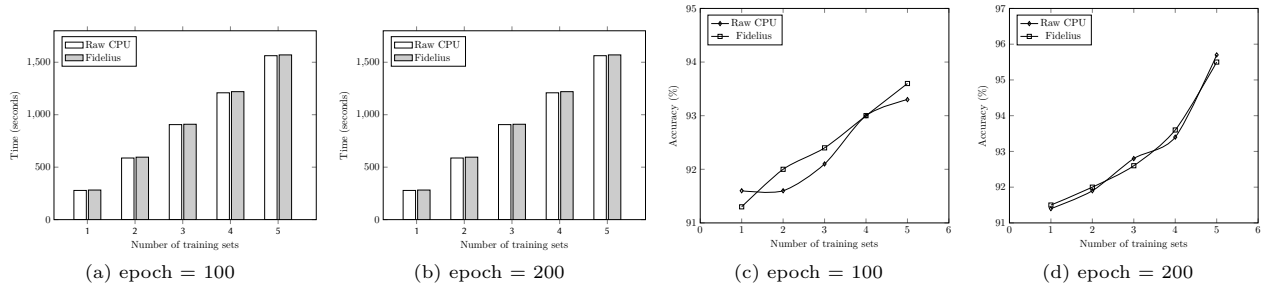 1,500
1,000
500
0
Time (seconds)
Raw CPU
Fidelius
1 2 3 4 5
Number of training sets
(a) epoch = 100
1,500
1,000
500
0
Time (seconds)
Raw CPU
Fidelius
1 2 3 4 5
Number of training sets
(b) epoch = 200
95
94
93
92
91
Accuracy (%)
Raw CPU
Fidelius
0 1 2 3 4 5 6
Number of training sets
(c) epoch = 100
97
96
95
94
93
92
91
Accuracy (%)
Raw CPU
Fidelius
0 1 2 3 4 5 6
Number of training sets
(d) epoch = 200